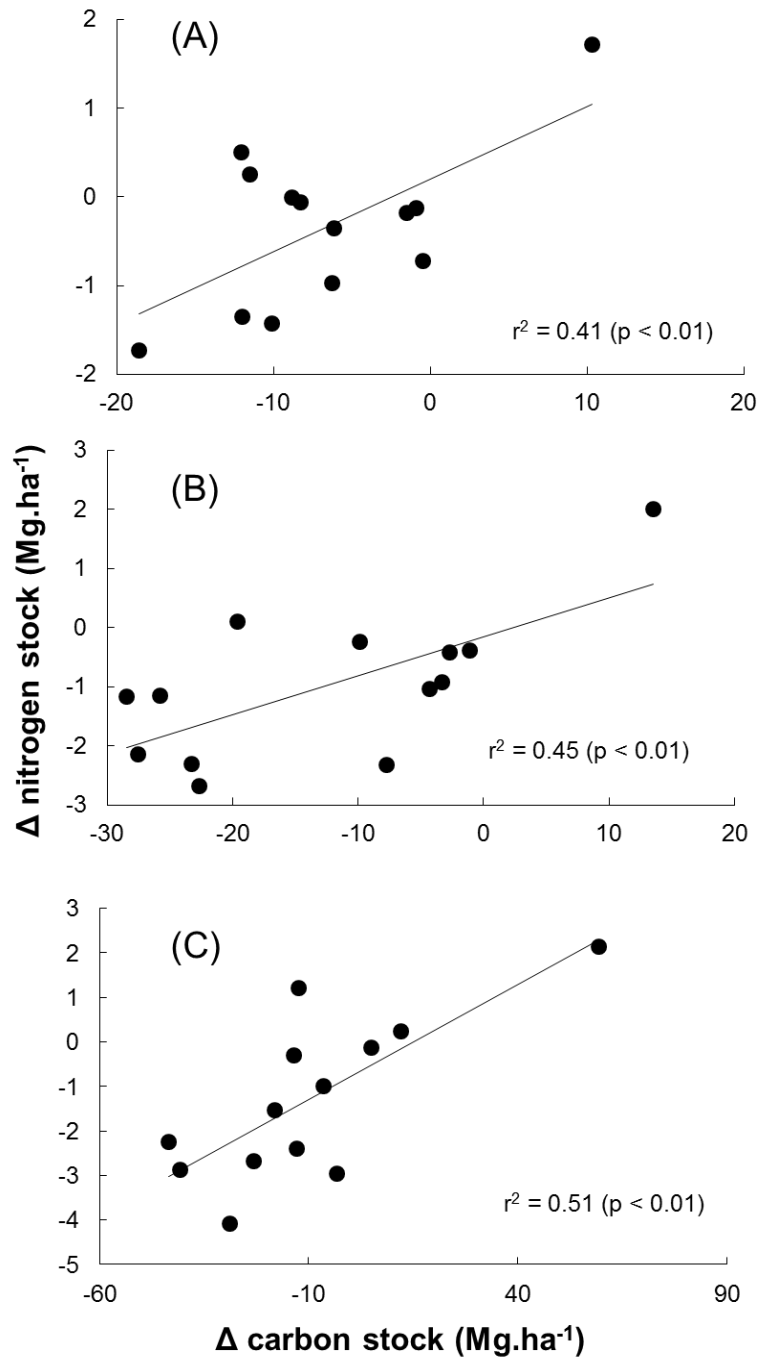 (A)
2
1
0
-1
-2
r² = 0.41 (p < 0.01)
-20 -10 0 10 20
(B)
3
2
1
0
-1
-2
-3
r² = 0.45 (p < 0.01)
-30 -20 -10 0 10 20
Δ nitrogen stock (Mg.ha⁻¹)
(C)
3
2
1
0
-1
-2
-3
-4
-5
r² = 0.51 (p < 0.01)
-60 -10 40 90
Δ carbon stock (Mg.ha⁻¹)